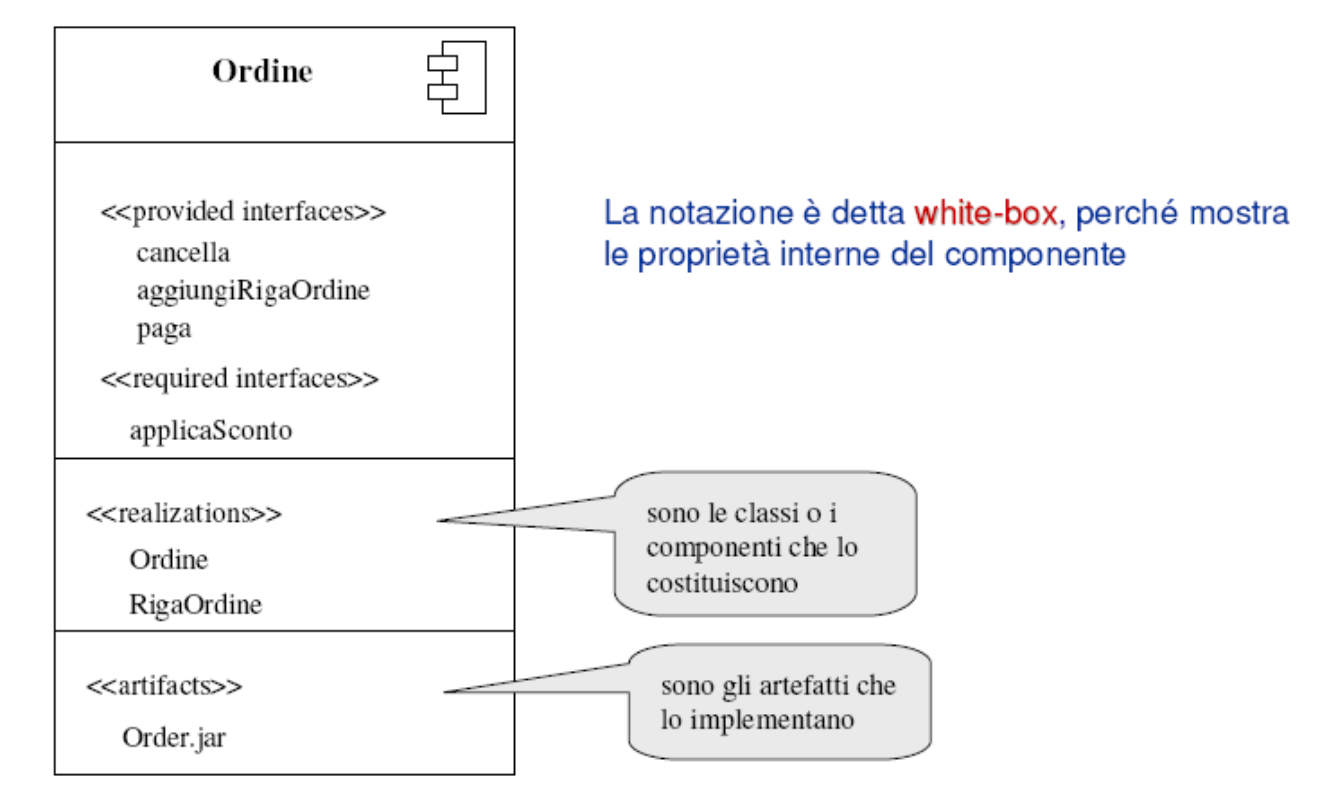 Ordine
<<provided interfaces>>
cancella
aggiungiRigaOrdine
paga
<<required interfaces>>
applicaSconto
La notazione è detta white-box, perché mostra
le proprietà interne del componente
<<realizations>>
Ordine
RigaOrdine
sono le classi o i
componenti che lo
costituiscono
<<artifacts>>
Order.jar
sono gli artefatti che
lo implementano